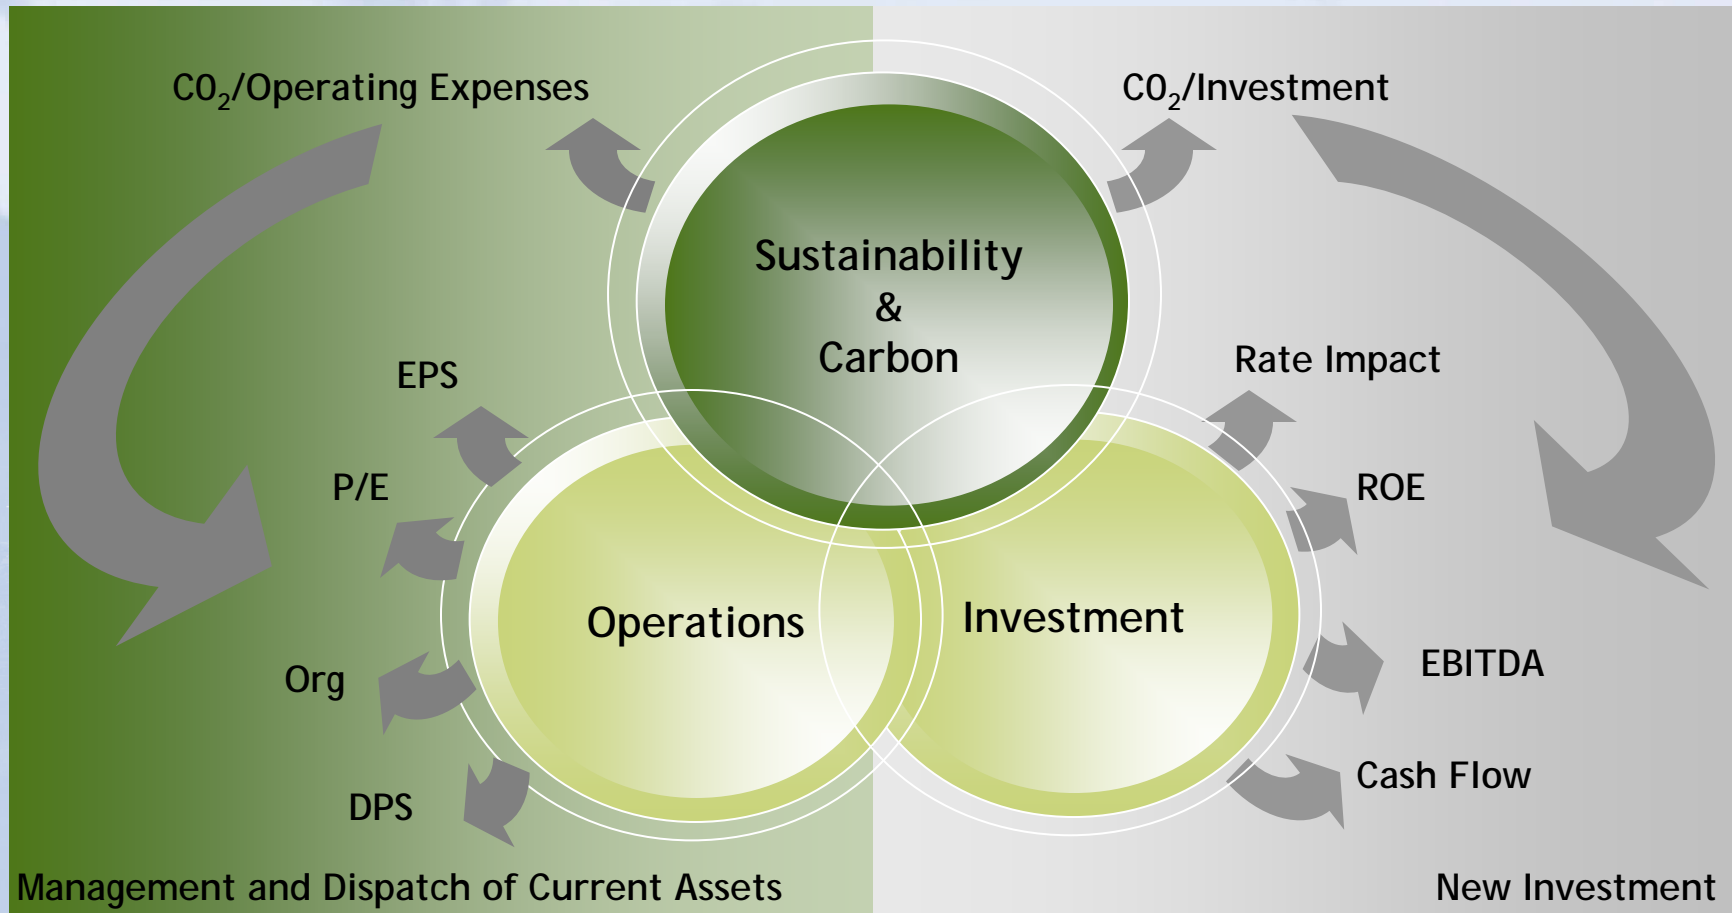 CO₂/Operating Expenses
CO₂/Investment
Sustainability
&
Carbon
EPS
Rate Impact
P/E
ROE
Operations
Investment
Org
EBITDA
DPS
Cash Flow
Management and Dispatch of Current Assets
New Investment